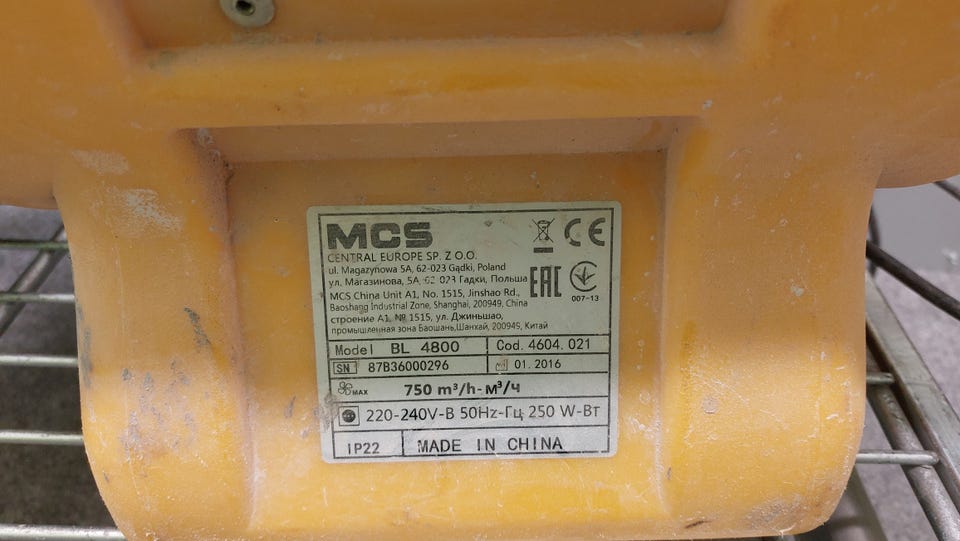 MCS
CENTRAL EUROPE SP. Z O.O.
ul. Magazynowa 5A, 62-023 Gądki, Poland
ул. Магазинова, 5А, 62-023 Гадки, Польша
MCS China Unit A1, No. 1515, Jinshao Rd.,
Baoshang Industrial Zone, Shanghai, 200949, China
строение А1, № 1515, ул. Джиньшао,
промышленная зона Баошань,Шанхай, 200949, Китай
CE
EAC
007-13
Model BL 4800 Cod. 4604.021
SN 87B36000296 01.2016
MAX 750 m³/h-м³/ч
220-240V-В 50Hz-Гц 250 W-Вт
IP22 MADE IN CHINA